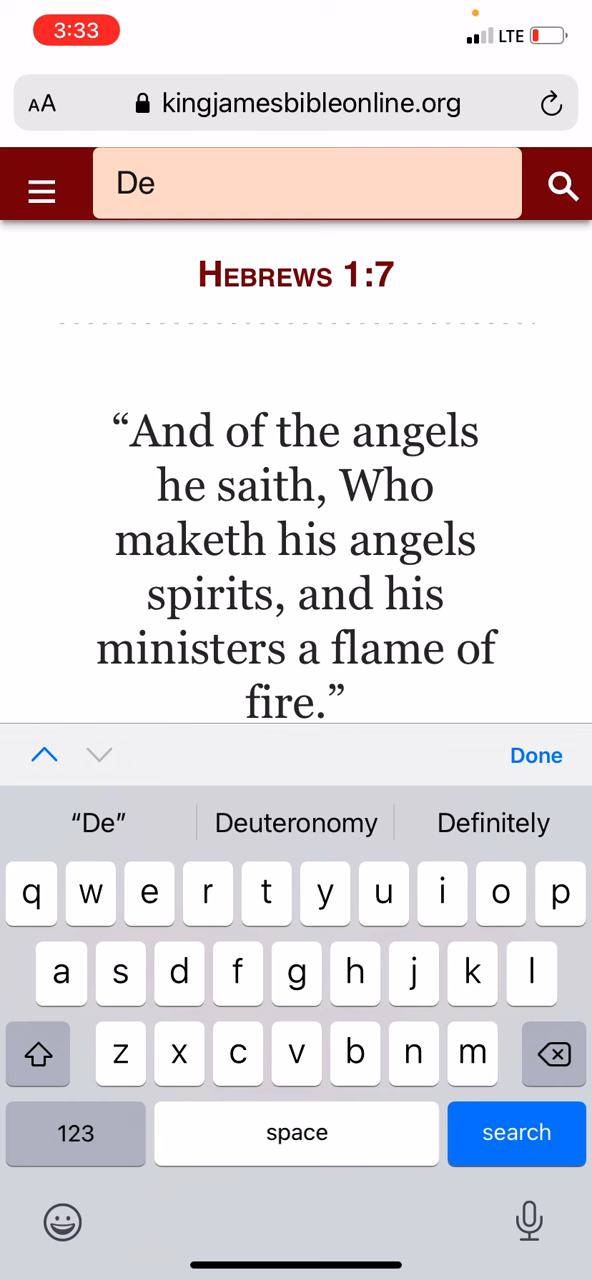 3:33 LTE
AA kingjamesbibleonline.org
De
HEBREWS 1:7
“And of the angels
he saith, Who
maketh his angels
spirits, and his
ministers a flame of
fire.”
Done
“De” Deuteronomy Definitely
q w e r t y u i o p
a s d f g h j k l
z x c v b n m
123 space search